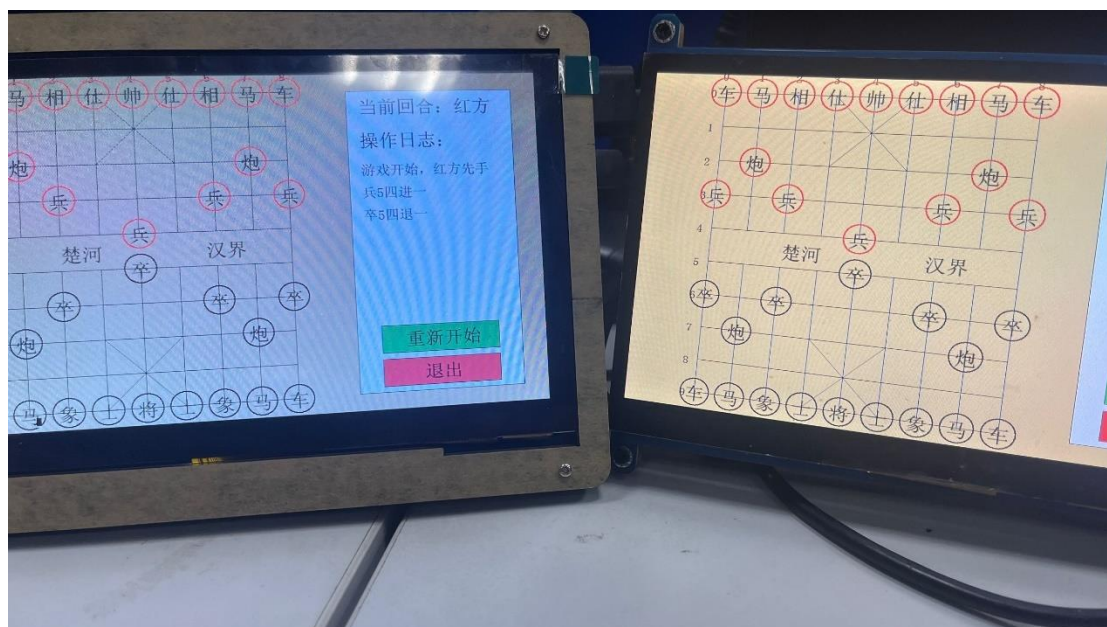 马 相 仕 帅 仕 相 马 车
炮 炮
兵 兵 兵
兵
楚河 汉界
卒
卒 卒 卒
炮 炮
马 象 士 将 士 象 马 车
当前回合：红方
操作日志：
游戏开始，红方先手
兵5四进一
卒5四退一
重新开始
退出
车 马 相 仕 帅 仕 相 马 车
1
2 炮 炮
3 兵 兵 兵 兵
4 兵
楚河 汉界
5 卒
6 卒 卒 卒 卒
7 炮 炮
8
9 车 马 象 士 将 士 象 马 车